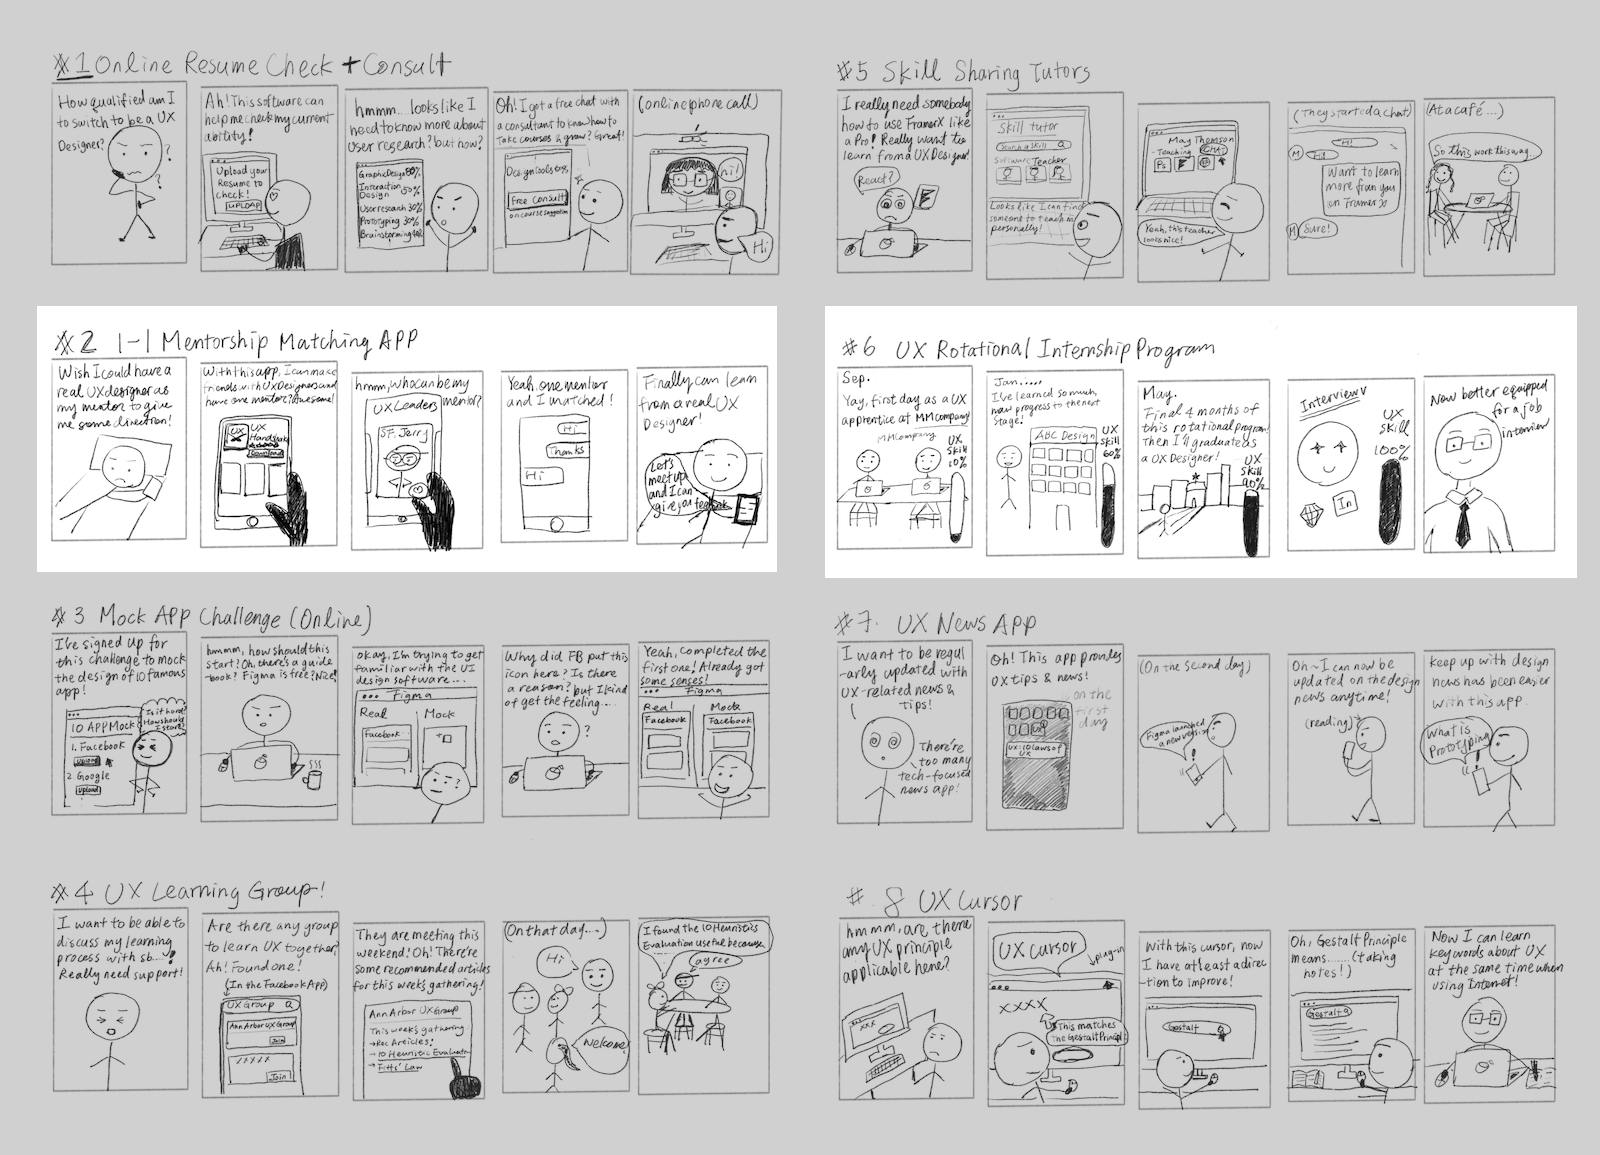 #1 Online Resume Check + Consult
How qualified am I
to switch to be a UX
Designer?
?
?
Ah! This software can
help me check my current
abitity!
Upload your
Resume to
check!
UPLOAD
hmmm... looks like I
need to know more about
User research? but how?
Graphic Design 80%
Interaction 50%
Design
User research 30%
Prototyping 30%
Brainstorming
Oh! I got a free chat with
a consultant to know how to
take courses & grow? Great!
Design tools 60%
Free Consult
on course suggestion
(online/phone call)
hi!
Hi
#2 1-1 Mentorship Matching APP
Wish I could have a
real UX designer as
my mentor to give
me some direction!
With this app, I can make
friends with UX Designers and
have one mentor? Awesome!
UX
UX
Handshake
Download
hmm, who can be my
mentor?
UX Leaders
SF. Jerry
Yeah, one mentor
and I matched!
Hi
Thanks
Hi
Finally can learn
from a real UX
Designer!
Let's
meet up
and I can
give you feedback
#3 Mock APP Challenge (Online)
I've signed up for
this challenge to mock
the design of 10 famous
app!
Is it hard?
How should
I start?
10 APP Mock
1. Facebook
Upload
2 Google
Upload
hmmm, how should this
start? Oh, there's a guide
-book? Figma is free? Nice!
okay, I'm trying to get
familiar with the UI
design software....
Figma
Real
Mock
Facebook
Why did FB put this
icon here? Is there
a reason? but I kind
of get the feeling....
?
Yeah, completed the
first one! Already got
some senses!
Figma
Real
Mock
Facebook
Facebook
#4 UX Learning Group!
I want to be able to
discuss my learning
process with sb...!
Really need support!
Are there any group
to learn UX together?
Ah! Found one!
(In the Facebook App)
UX Group
Ann Arbor UX Group
Join
XXXXX
Join
They are meeting this
weekend! Oh! There're
some recommended articles
for this week's gathering!
Ann Arbor UX Group
This week's gathering
→Rec Articles!
→10 Heuristic Evaluation
→Fitts' Law
(On that day....)
Hi
Welcome!
I found the 10 Heuristics
Evaluation useful because...
I agree
#5 Skill Sharing Tutors
I really need somebody
how to use FramerX like
a Pro! Really want to
learn from a UX Designer!
React?
Skill tutor
Search a skill
Software Teacher
Looks like I can find
someone to teach me
personally!
May Thomson
-Teaching
CHAT
Ps
Yeah, this teacher
looks nice!
(They started a chat)
Hi!
M
Hi!
Want to learn
more from you
on FramerX
M
Sure!
(At a café...)
So this work this way..
#6 UX Rotational Internship Program
Sep.
Yay, first day as a UX
apprentice at MM company!
MM Company
UX
Skill
10%
Jan.....
I've learned so much,
now progress to the next
stage!
ABC Design
UX
Skill
60%
May.
Final 4 months of
this rotational program!
Then I'll graduate as
a UX Designer!
UX
Skill
90%
Interview
UX
Skill
100%
In
Now better equipped
for a job
interview
#7. UX News App
I want to be regul
-arly updated with
UX-related news &
tips!
There're
too many
tech-focused
news app!
Oh! This app provides
UX tips & news!
on the
first
day
UX
UX: 10 Laws of
UX
(On the second day)
Figma launched
a new version
Oh~ I can now be
updated on the design
news anytime!
(reading)
keep up with design
news has been easier
with this app.
What is
Prototyping
#.8 UX Cursor
hmmm, are there
any UX principle
applicable here?
XXX
UX cursor
plug-in
XXXX
This matches
The Gestalt Principle
With this cursor, now
I have at least a direc
-tion to improve!
Gestalt
Oh, Gestalt Principle
means......(taking
notes!)
Gestalt
Now I can learn
keywords about UX
at the same time when
using Internet!